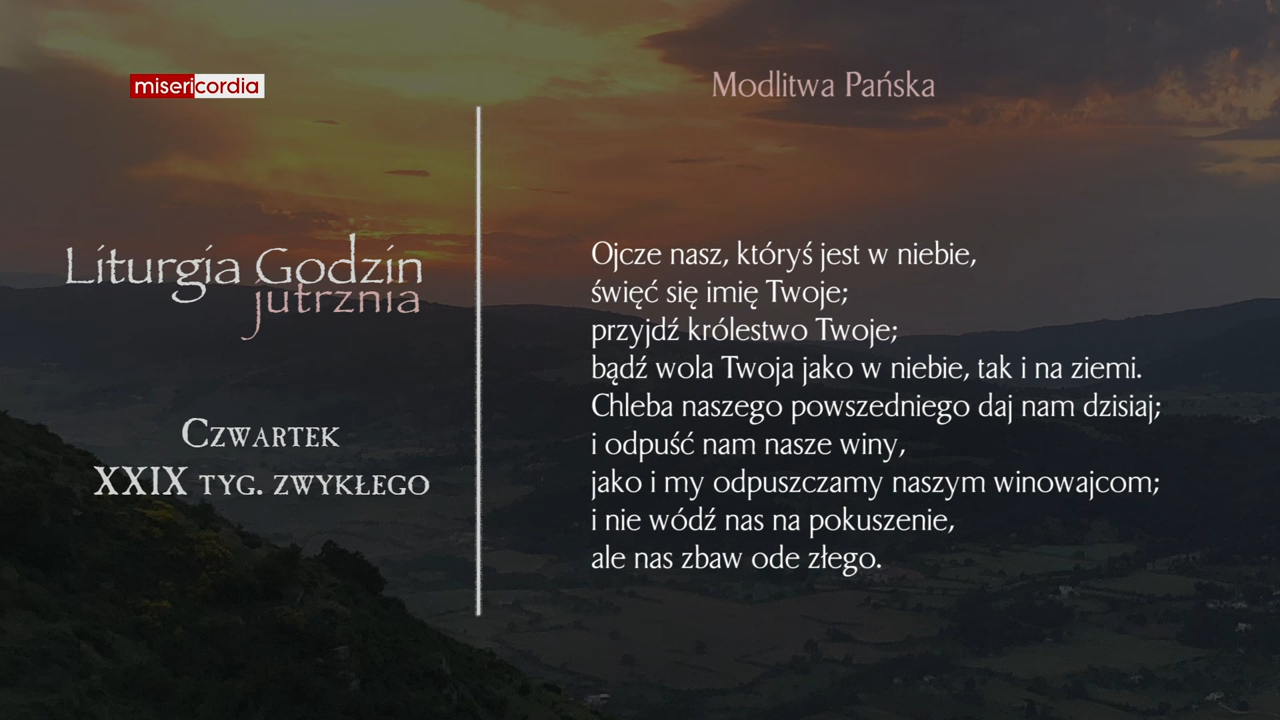 misericordia
Liturgia Godzin
jutrznia
Czwartek
XXIX tyg. zwykłego
Modlitwa Pańska
Ojcze nasz, któryś jest w niebie,
święć się imię Twoje;
przyjdź królestwo Twoje;
bądź wola Twoja jako w niebie, tak i na ziemi.
Chleba naszego powszedniego daj nam dzisiaj;
i odpuść nam nasze winy,
jako i my odpuszczamy naszym winowajcom;
i nie wódź nas na pokuszenie,
ale nas zbaw ode złego.